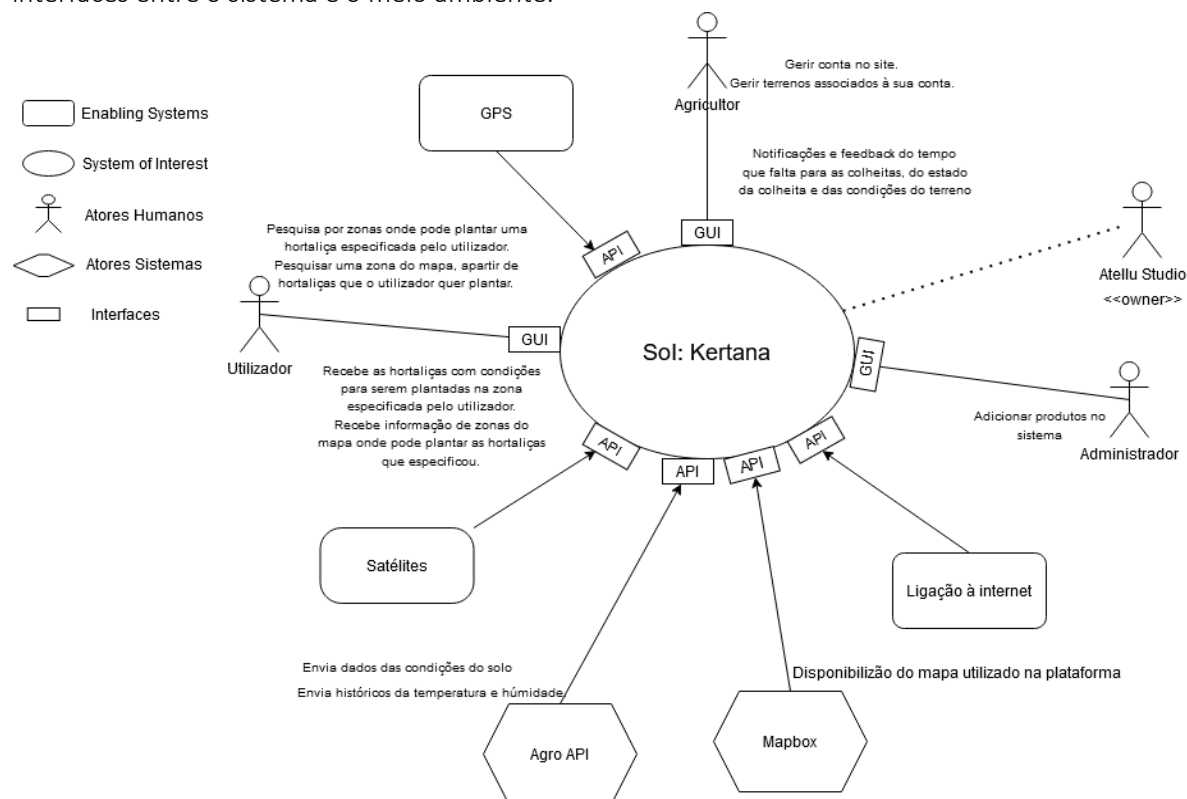 interfaces entre o sistema e o meio ambiente.
Enabling Systems
System of Interest
Atores Humanos
Atores Sistemas
Interfaces
GPS
Agricultor
Gerir conta no site.
Gerir terrenos associados à sua conta.
Notificações e feedback do tempo
que falta para as colheitas, do estado
da colheita e das condições do terreno
GUI
API
Pesquisa por zonas onde pode plantar uma
hortaliça especificada pelo utilizador.
Pesquisar uma zona do mapa, apartir de
hortaliças que o utilizador quer plantar.
Utilizador
GUI
Recebe as hortaliças com condições
para serem plantadas na zona
especificada pelo utilizador.
Recebe informação de zonas do
mapa onde pode plantar as hortaliças
que especificou.
SoI: Kertana
Atellu Studio
<<owner>>
GUI
Adicionar produtos no
sistema
Administrador
API
API
API
API
Satélites
Ligação à internet
Envia dados das condições do solo
Envia históricos da temperatura e húmidade.
Disponibilizão do mapa utilizado na plataforma
Agro API
Mapbox